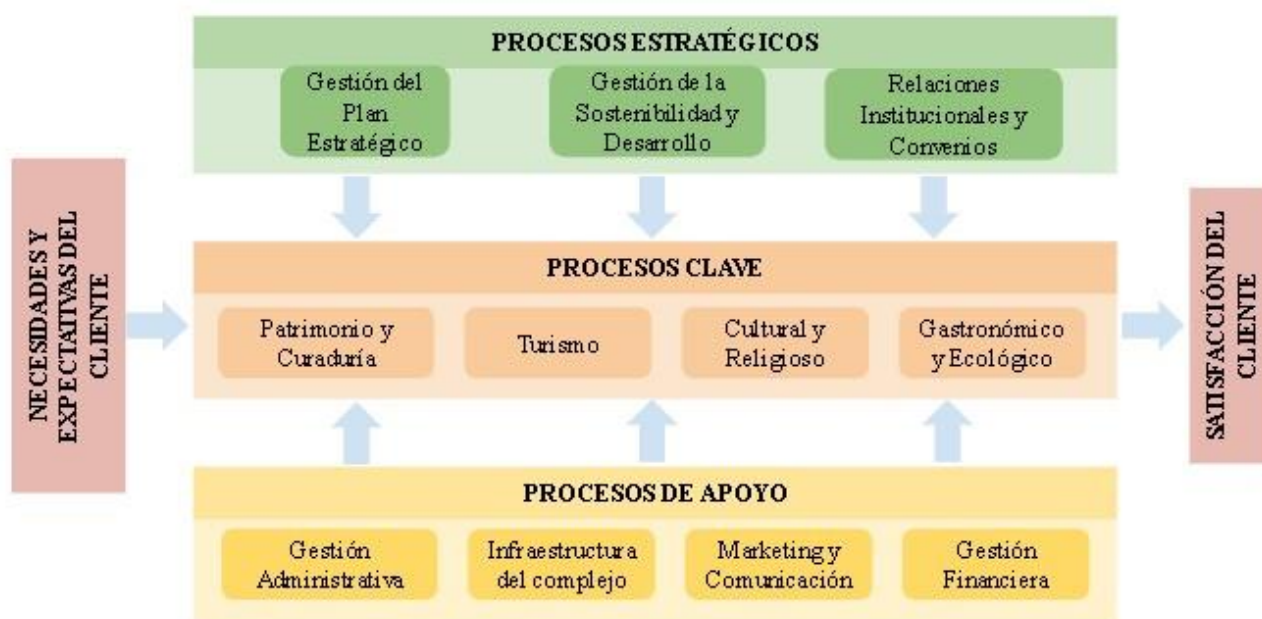 PROCESOS ESTRATÉGICOS
Gestión del
Plan
Estratégico
Gestión de la
Sostenibilidad y
Desarrollo
Relaciones
Institucionales y
Convenios
NECESIDADES Y
EXPECTATIVAS DEL
CLIENTE
PROCESOS CLAVE
Patrimonio y
Curaduría
Turismo
Cultural y
Religioso
Gastronómico
y Ecológico
SATISFACCIÓN DEL
CLIENTE
PROCESOS DE APOYO
Gestión
Administrativa
Infraestructura
del complejo
Marketing y
Comunicación
Gestión
Financiera